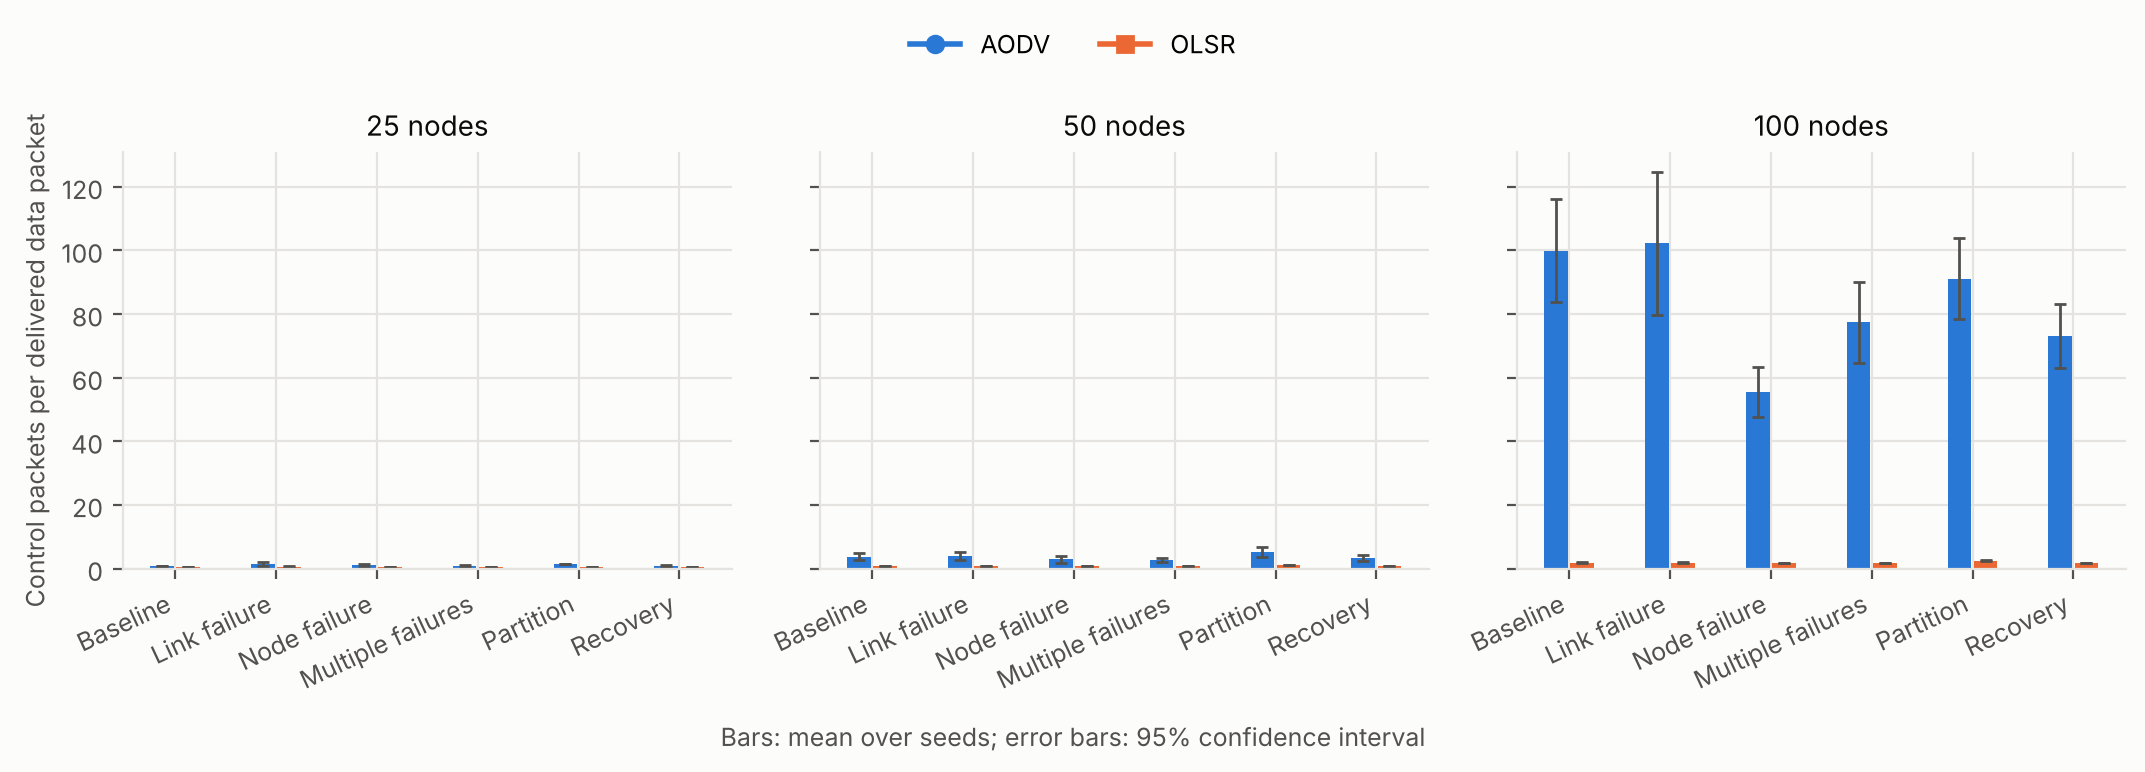 AODV OLSR
25 nodes 50 nodes 100 nodes
Control packets per delivered data packet
120
100
80
60
40
20
0
Baseline Link failure Node failure Multiple failures Partition Recovery
Baseline Link failure Node failure Multiple failures Partition Recovery
Baseline Link failure Node failure Multiple failures Partition Recovery
Bars: mean over seeds; error bars: 95% confidence interval